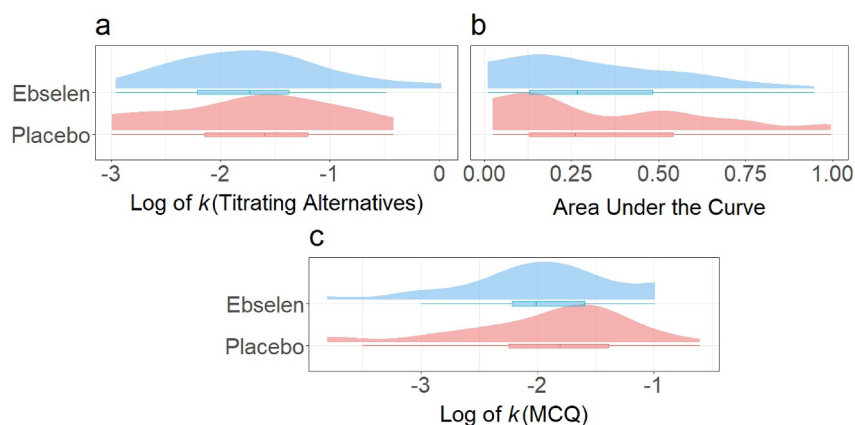 a
Ebselen
Placebo
-3 -2 -1 0
Log of k(Titrating Alternatives)
b
0.00 0.25 0.50 0.75 1.00
Area Under the Curve
c
Ebselen
Placebo
-3 -2 -1
Log of k(MCQ)